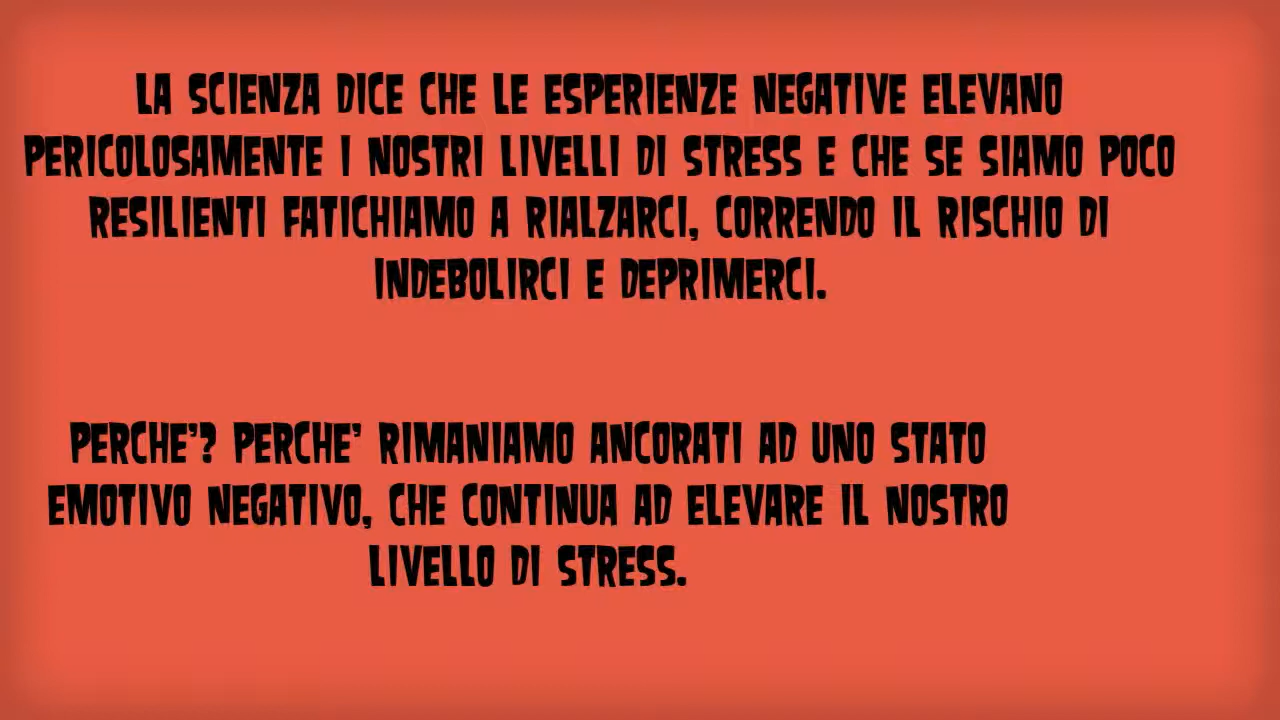 LA SCIENZA DICE CHE LE ESPERIENZE NEGATIVE ELEVANO
PERICOLOSAMENTE I NOSTRI LIVELLI DI STRESS E CHE SE SIAMO POCO
RESILIENTI FATICHIAMO A RIALZARCI, CORRENDO IL RISCHIO DI
INDEBOLIRCI E DEPRIMERCI.
PERCHE'? PERCHE' RIMANIAMO ANCORATI AD UNO STATO
EMOTIVO NEGATIVO, CHE CONTINUA AD ELEVARE IL NOSTRO
LIVELLO DI STRESS.